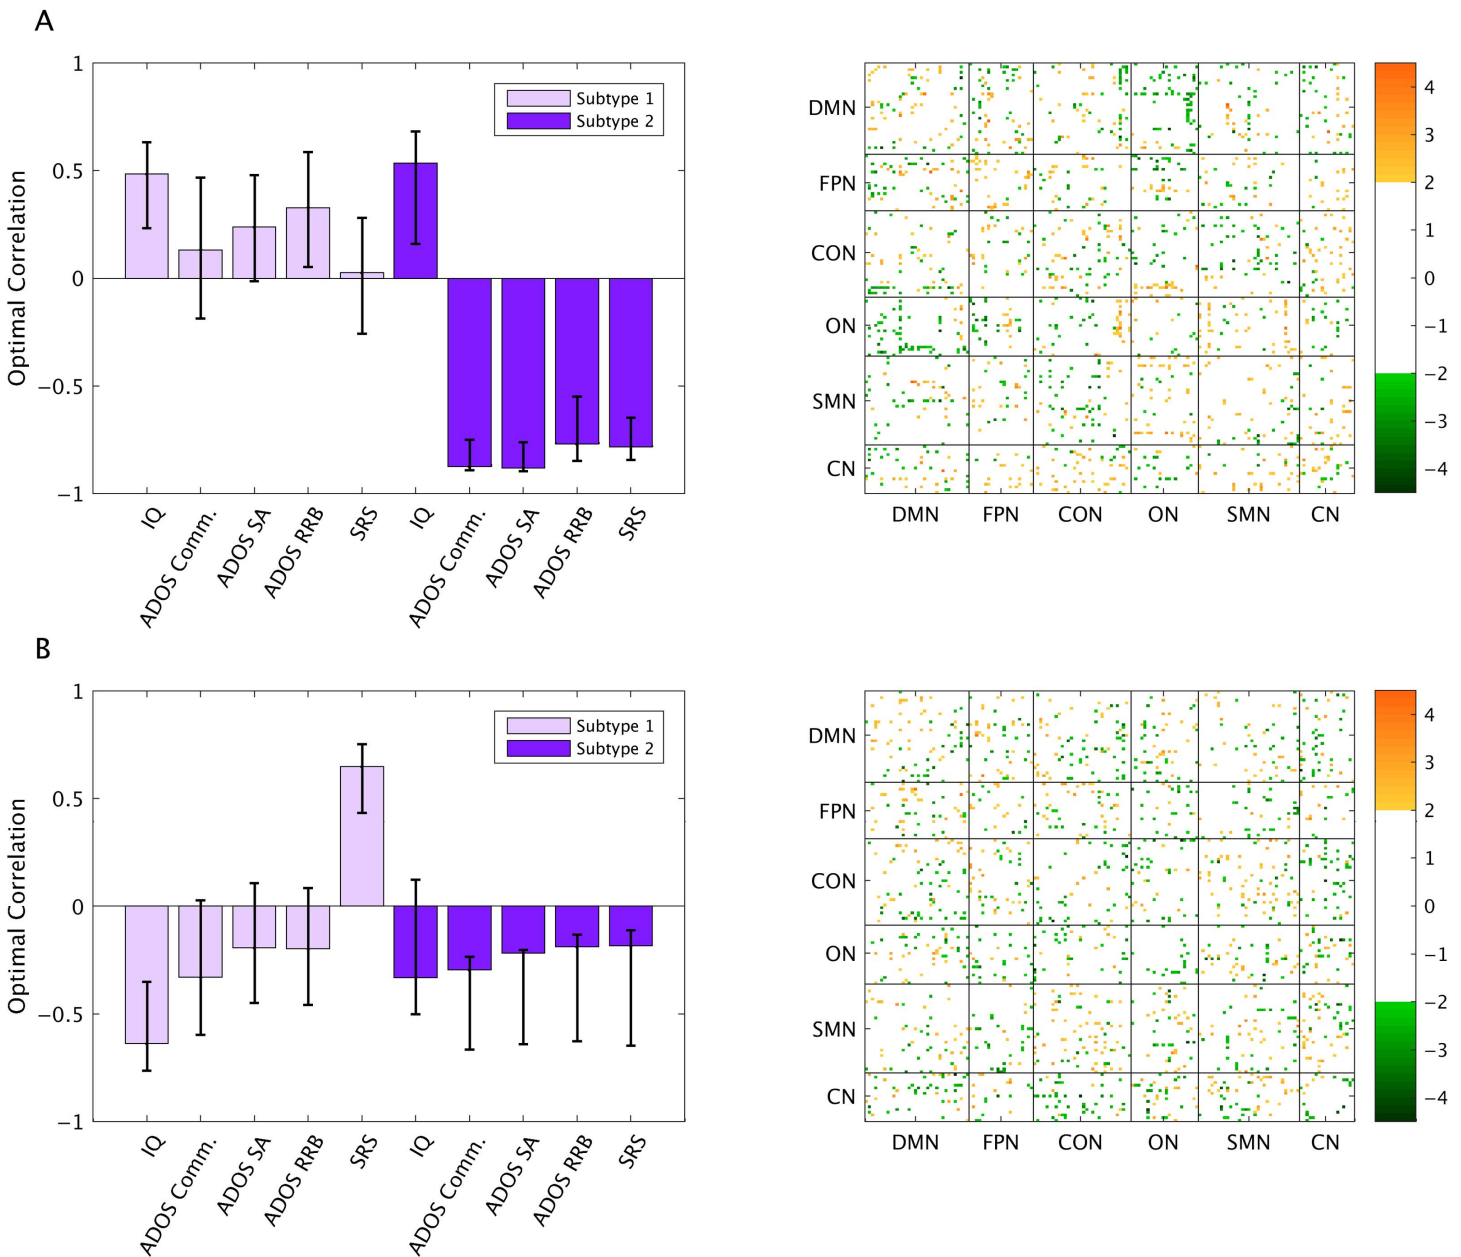 A
Optimal Correlation
1
0.5
0
−0.5
−1
Subtype 1
Subtype 2
IQ
ADOS Comm.
ADOS SA
ADOS RRB
SRS
IQ
ADOS Comm.
ADOS SA
ADOS RRB
SRS
DMN
FPN
CON
ON
SMN
CN
DMN FPN CON ON SMN CN
4
3
2
1
0
−1
−2
−3
−4
B
Optimal Correlation
1
0.5
0
−0.5
−1
Subtype 1
Subtype 2
IQ
ADOS Comm.
ADOS SA
ADOS RRB
SRS
IQ
ADOS Comm.
ADOS SA
ADOS RRB
SRS
DMN
FPN
CON
ON
SMN
CN
DMN FPN CON ON SMN CN
4
3
2
1
0
−1
−2
−3
−4